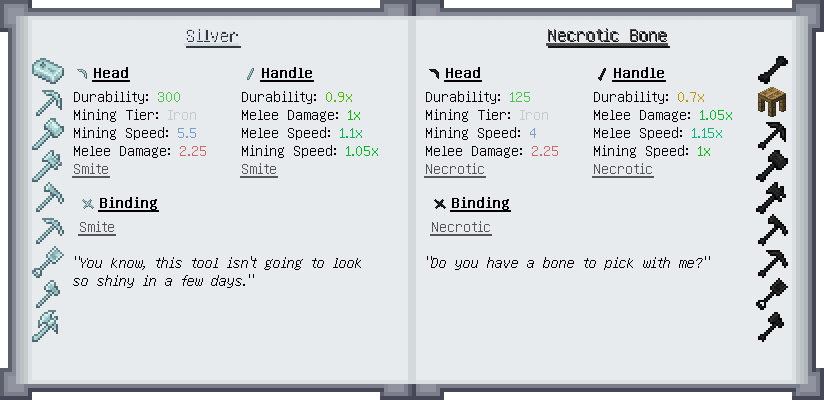 Silver
Head
Durability: 300
Mining Tier: Iron
Mining Speed: 5.5
Melee Damage: 2.25
Smite
Handle
Durability: 0.9x
Melee Damage: 1x
Melee Speed: 1.1x
Mining Speed: 1.05x
Smite
Binding
Smite
"You know, this tool isn't going to look
so shiny in a few days."
Necrotic Bone
Head
Durability: 125
Mining Tier: Iron
Mining Speed: 4
Melee Damage: 2.25
Necrotic
Handle
Durability: 0.7x
Melee Damage: 1.05x
Melee Speed: 1.15x
Mining Speed: 1x
Necrotic
Binding
Necrotic
"Do you have a bone to pick with me?"